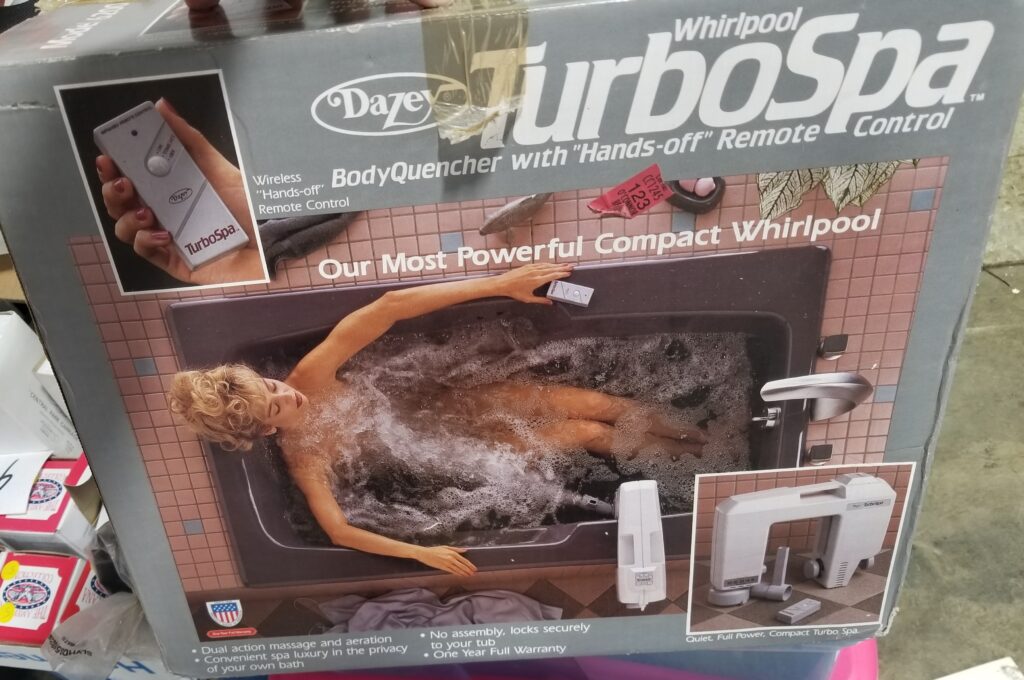 Whirlpool
Dazey TurboSpa™
BodyQuencher with "Hands-off" Remote Control
Wireless
"Hands-off"
Remote Control
Dazey
TurboSpa
Our Most Powerful Compact Whirlpool
123
• Dual action massage and aeration
• Convenient spa luxury in the privacy
of your own bath
• No assembly, locks securely
to your tub
• One Year Full Warranty
Quiet, Full Power, Compact Turbo Spa.